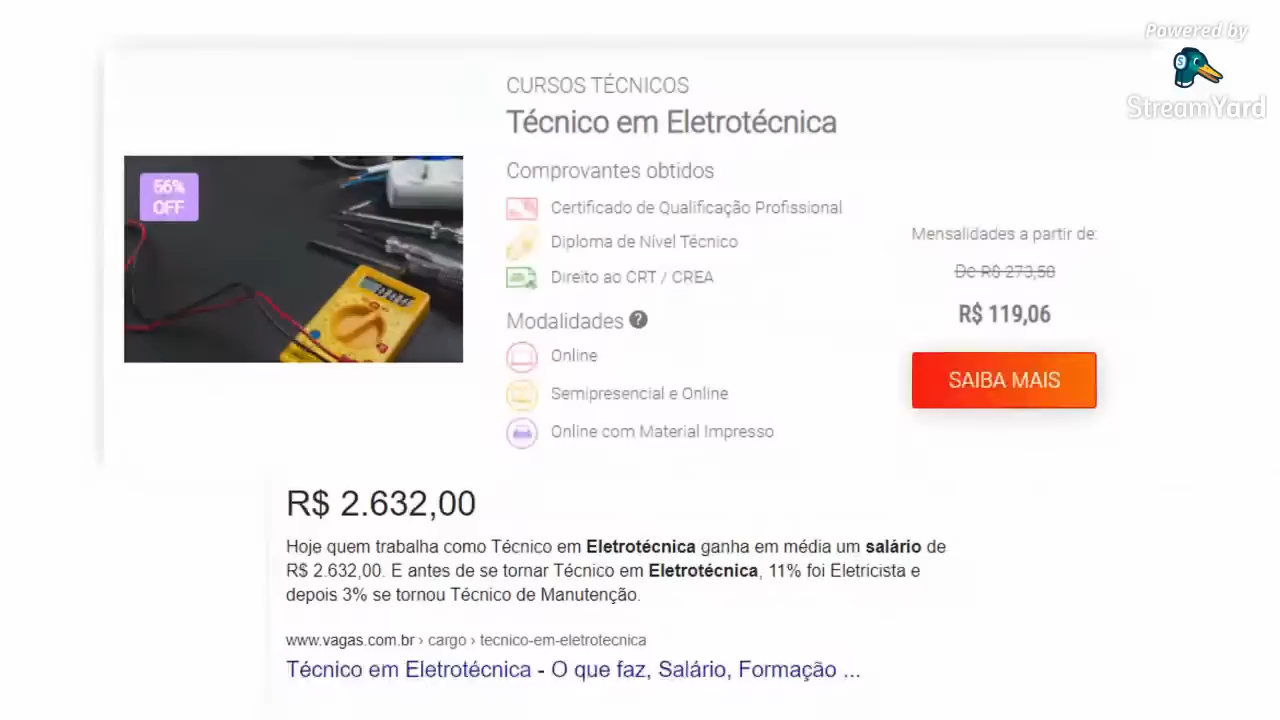 Powered by
StreamYard
CURSOS TÉCNICOS
Técnico em Eletrotécnica
56%
OFF
Comprovantes obtidos
Certificado de Qualificação Profissional
Diploma de Nível Técnico
Direito ao CRT / CREA
Modalidades ?
Online
Semipresencial e Online
Online com Material Impresso
Mensalidades a partir de:
De R$ 273,50
R$ 119,06
SAIBA MAIS
R$ 2.632,00
Hoje quem trabalha como Técnico em Eletrotécnica ganha em média um salário de
R$ 2.632,00. E antes de se tornar Técnico em Eletrotécnica, 11% foi Eletricista e
depois 3% se tornou Técnico de Manutenção.
www.vagas.com.br › cargo › tecnico-em-eletrotecnica
Técnico em Eletrotécnica - O que faz, Salário, Formação ...